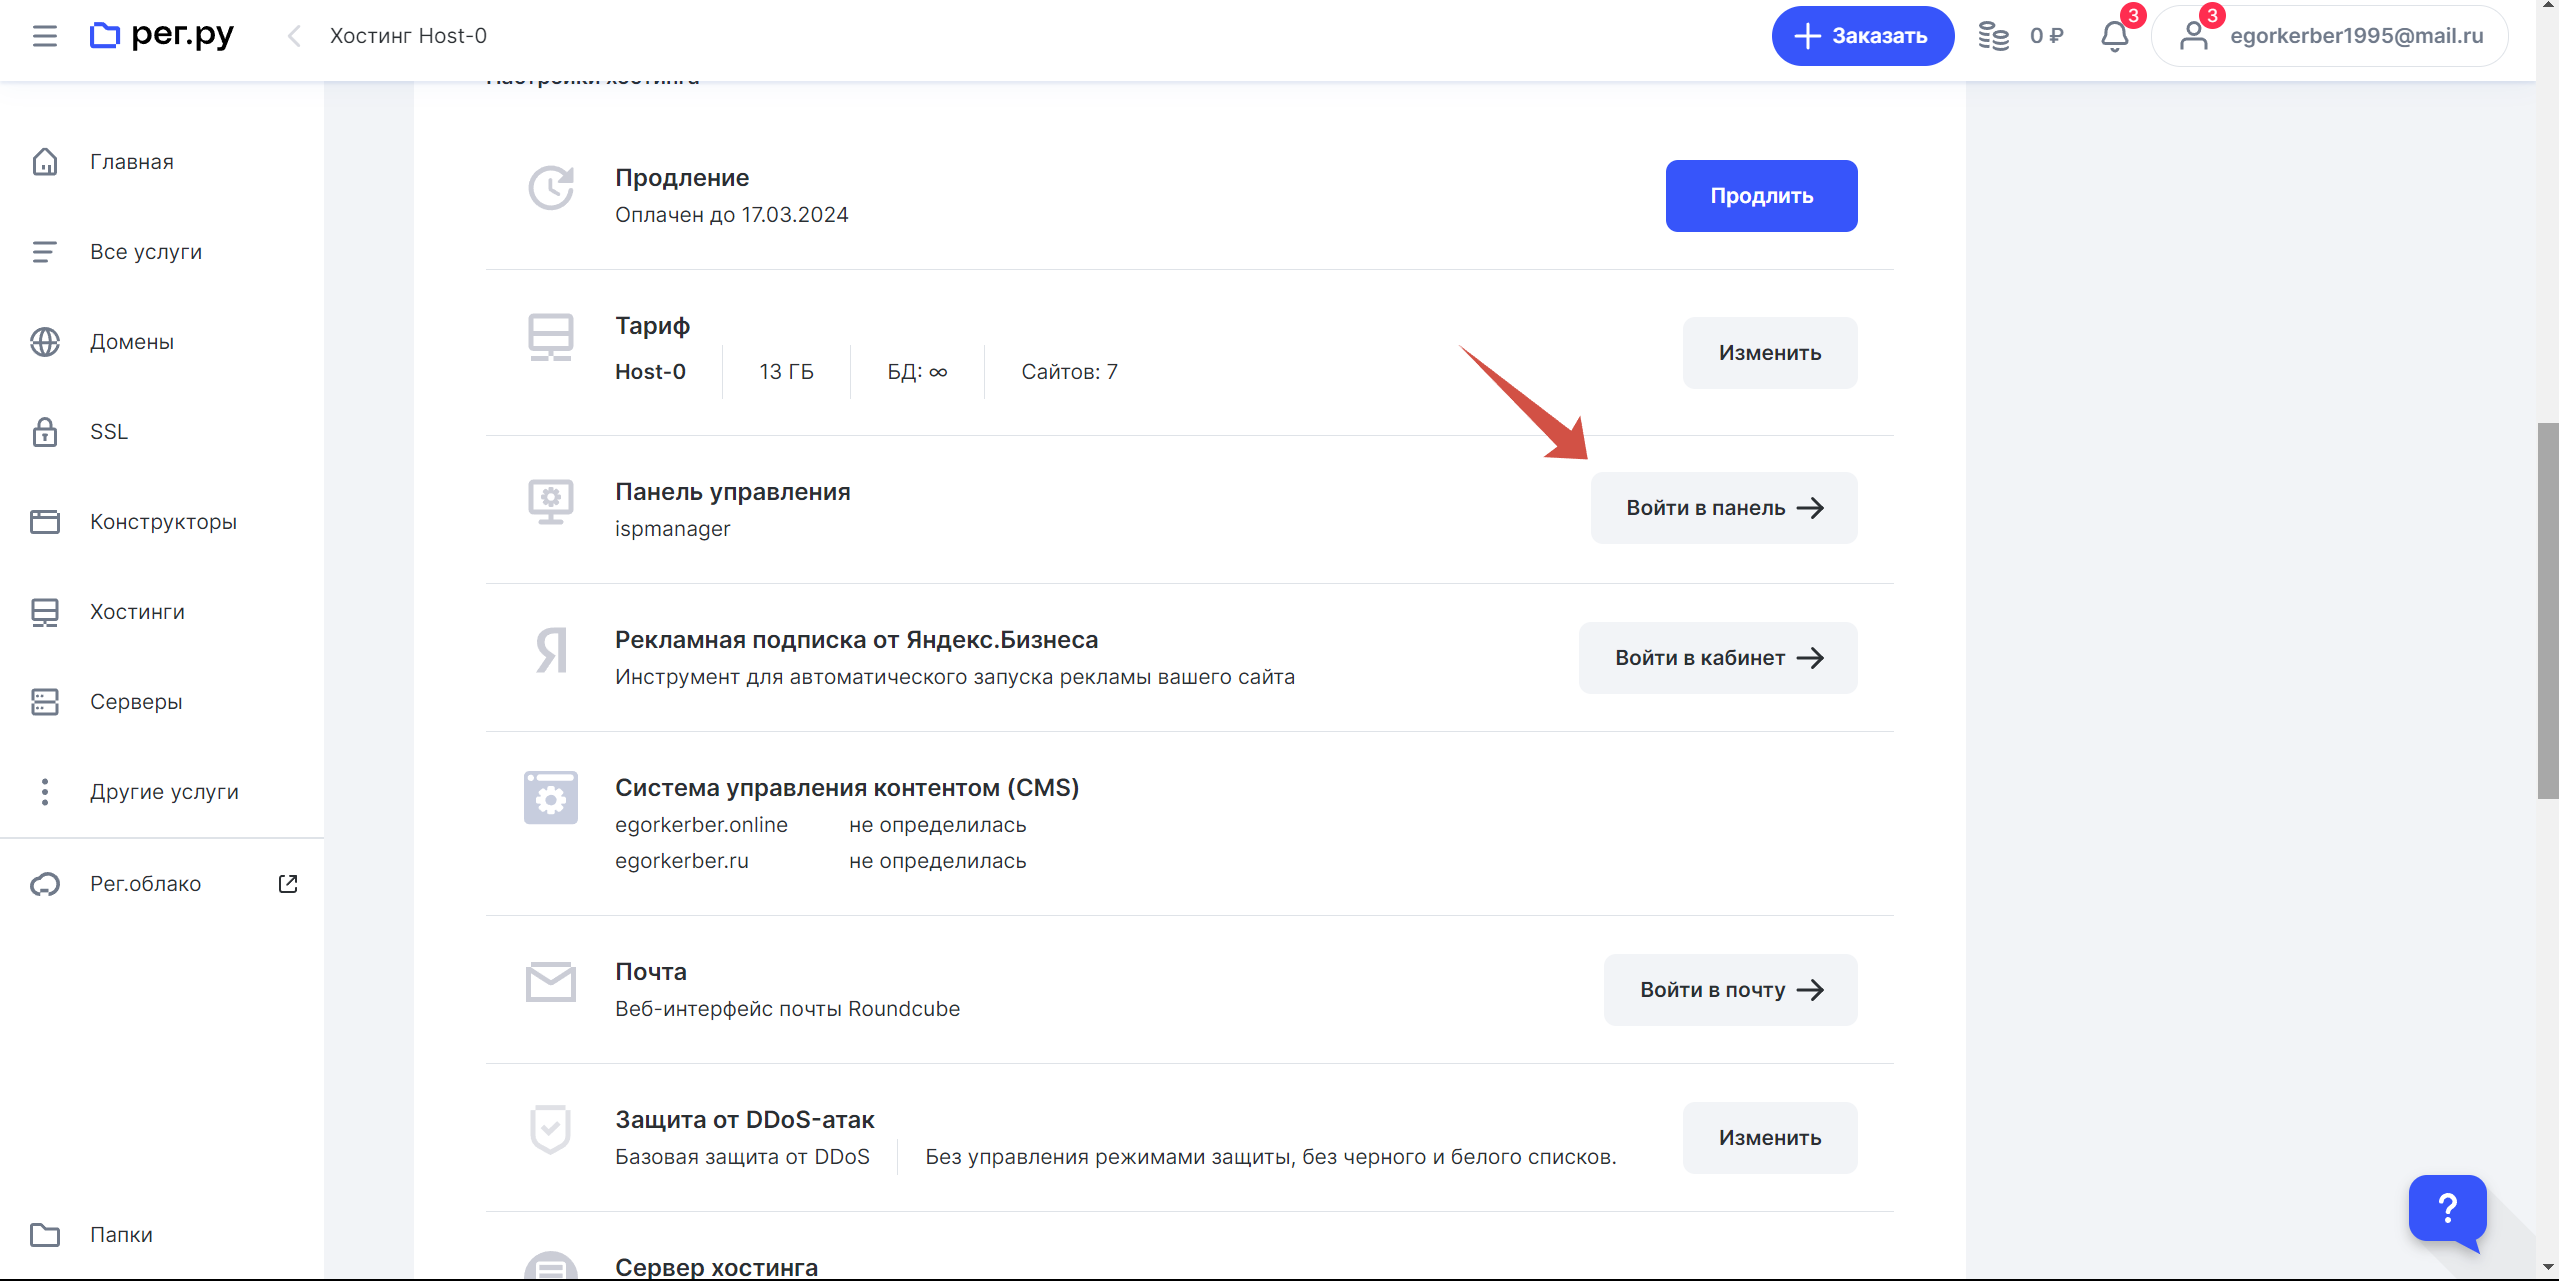 рег.ру
Хостинг Host-0
Заказать
0 ₽
3
3
egorkerber1995@mail.ru
Настройки хостинга
Главная
Все услуги
Домены
SSL
Конструкторы
Хостинги
Серверы
Другие услуги
Рег.облако
Папки
Продление
Оплачен до 17.03.2024
Продлить
Тариф
Host-0
13 ГБ
БД: ∞
Сайтов: 7
Изменить
Панель управления
ispmanager
Войти в панель
Я
Рекламная подписка от Яндекс.Бизнеса
Инструмент для автоматического запуска рекламы вашего сайта
Войти в кабинет
Система управления контентом (CMS)
egorkerber.online не определилась
egorkerber.ru не определилась
Почта
Веб-интерфейс почты Roundcube
Войти в почту
Защита от DDoS-атак
Базовая защита от DDoS
Без управления режимами защиты, без черного и белого списков.
Изменить
Сервер хостинга
?